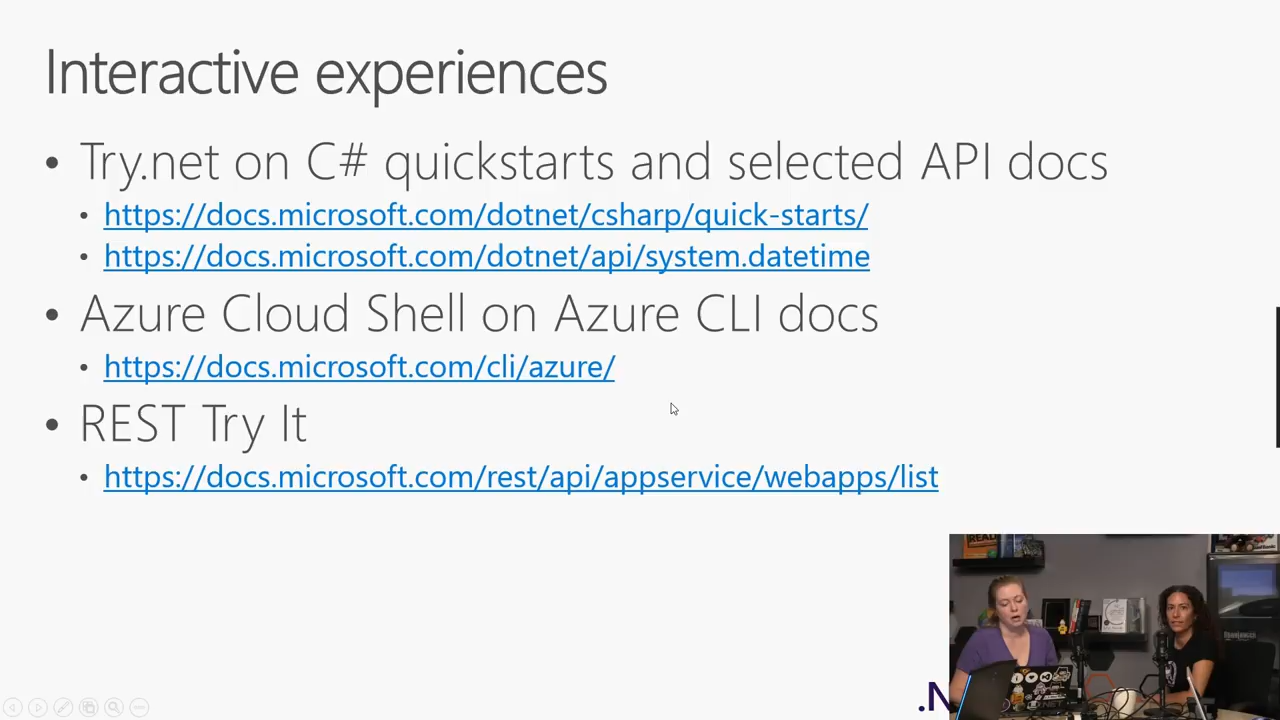 Interactive experiences
• Try.net on C# quickstarts and selected API docs
• https://docs.microsoft.com/dotnet/csharp/quick-starts/
• https://docs.microsoft.com/dotnet/api/system.datetime
• Azure Cloud Shell on Azure CLI docs
• https://docs.microsoft.com/cli/azure/
• REST Try It
• https://docs.microsoft.com/rest/api/appservice/webapps/list
.N